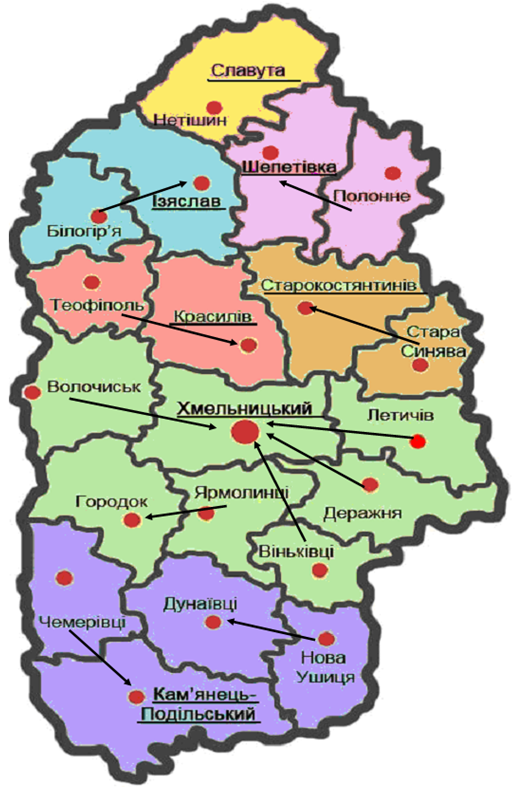 Славута
Нетішин
Шепетівка
Полонне
Ізяслав
Білогір'я
Старокостянтинів
Теофіполь
Красилів
Стара
Синява
Волочиськ
Хмельницький
Летичів
Ярмолинці
Городок
Деражня
Віньківці
Дунаївці
Чемерівці
Нова
Ушиця
Кам'янець-
Подільський